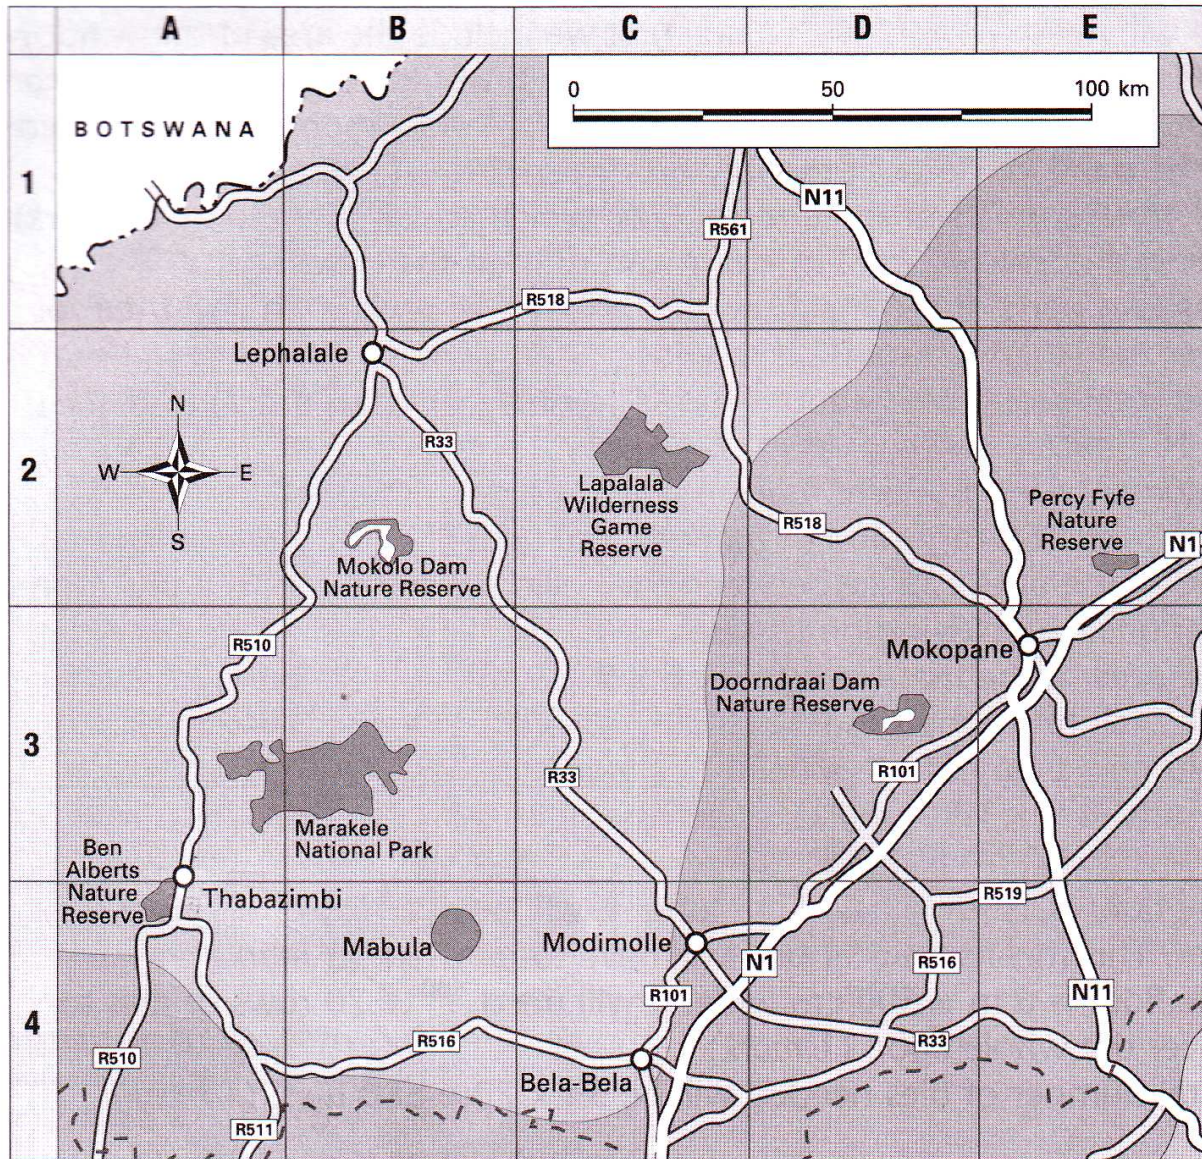 A B C D E
0 50 100 km
BOTSWANA
1
N11
R561
R518
Lephalale
N
W E
S
R33
2
Lapalala
Wilderness
Game
Reserve
Percy Fyfe
Nature
Reserve
R518
N1
Mokolo Dam
Nature Reserve
R510
Mokopane
Doorndraai Dam
Nature Reserve
3
R33
R101
Marakele
National Park
Ben
Alberts
Nature
Reserve
Thabazimbi
R519
Mabula
Modimolle
N1
R516
R101
N11
4
R510
R516
R33
Bela-Bela
R511